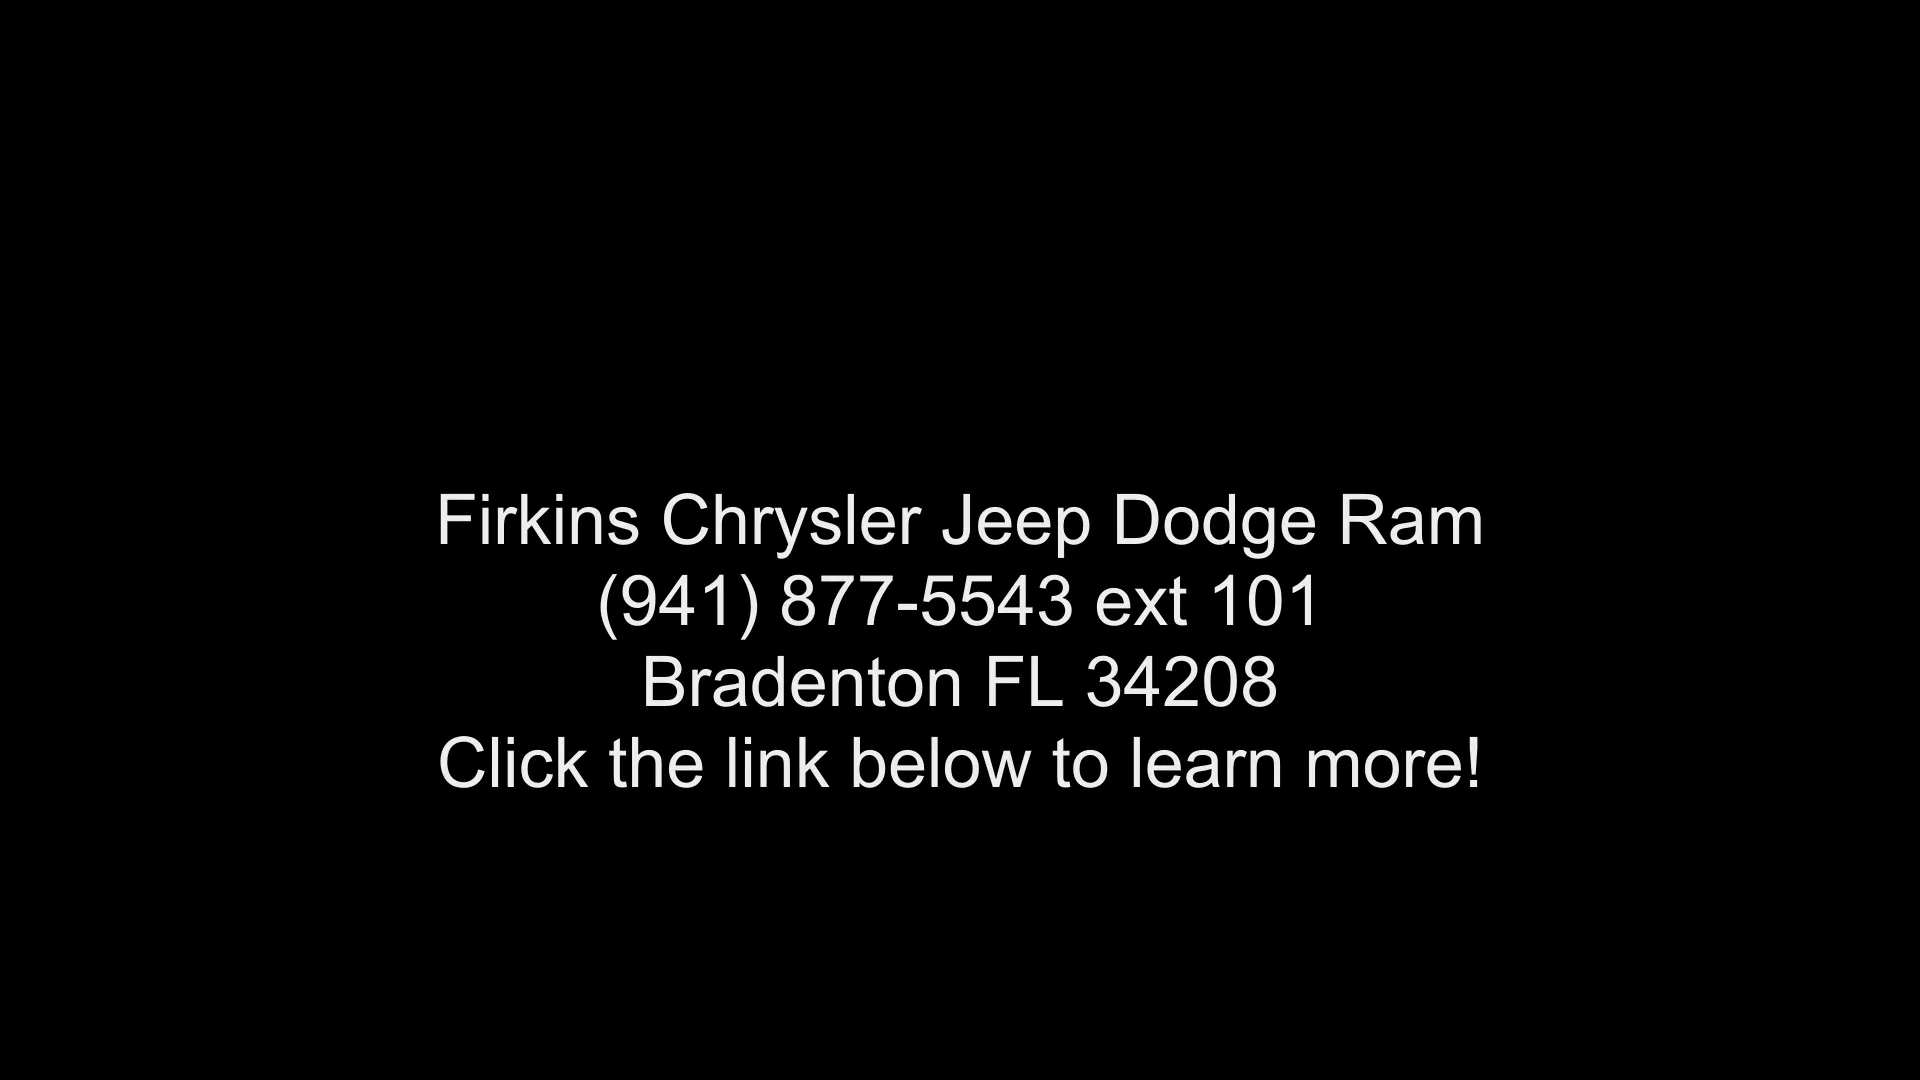 Firkins Chrysler Jeep Dodge Ram
(941) 877-5543 ext 101
Bradenton FL 34208
Click the link below to learn more!